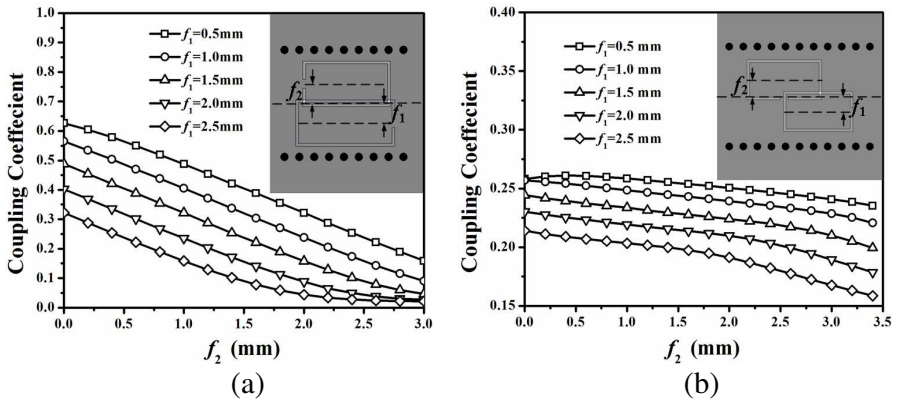 1.0
0.9
0.8
0.7
0.6
0.5
0.4
0.3
0.2
0.1
0.0
Coupling Coeffecient
f1=0.5mm
f1=1.0mm
f1=1.5mm
f1=2.0mm
f1=2.5mm
f2
f1
0.0 0.5 1.0 1.5 2.0 2.5 3.0
f2 (mm)
(a)
0.40
0.35
0.30
0.25
0.20
0.15
Coupling Coeffecient
f1=0.5 mm
f1=1.0 mm
f1=1.5 mm
f1=2.0 mm
f1=2.5 mm
f2
f1
0.0 0.5 1.0 1.5 2.0 2.5 3.0 3.5
f2 (mm)
(b)